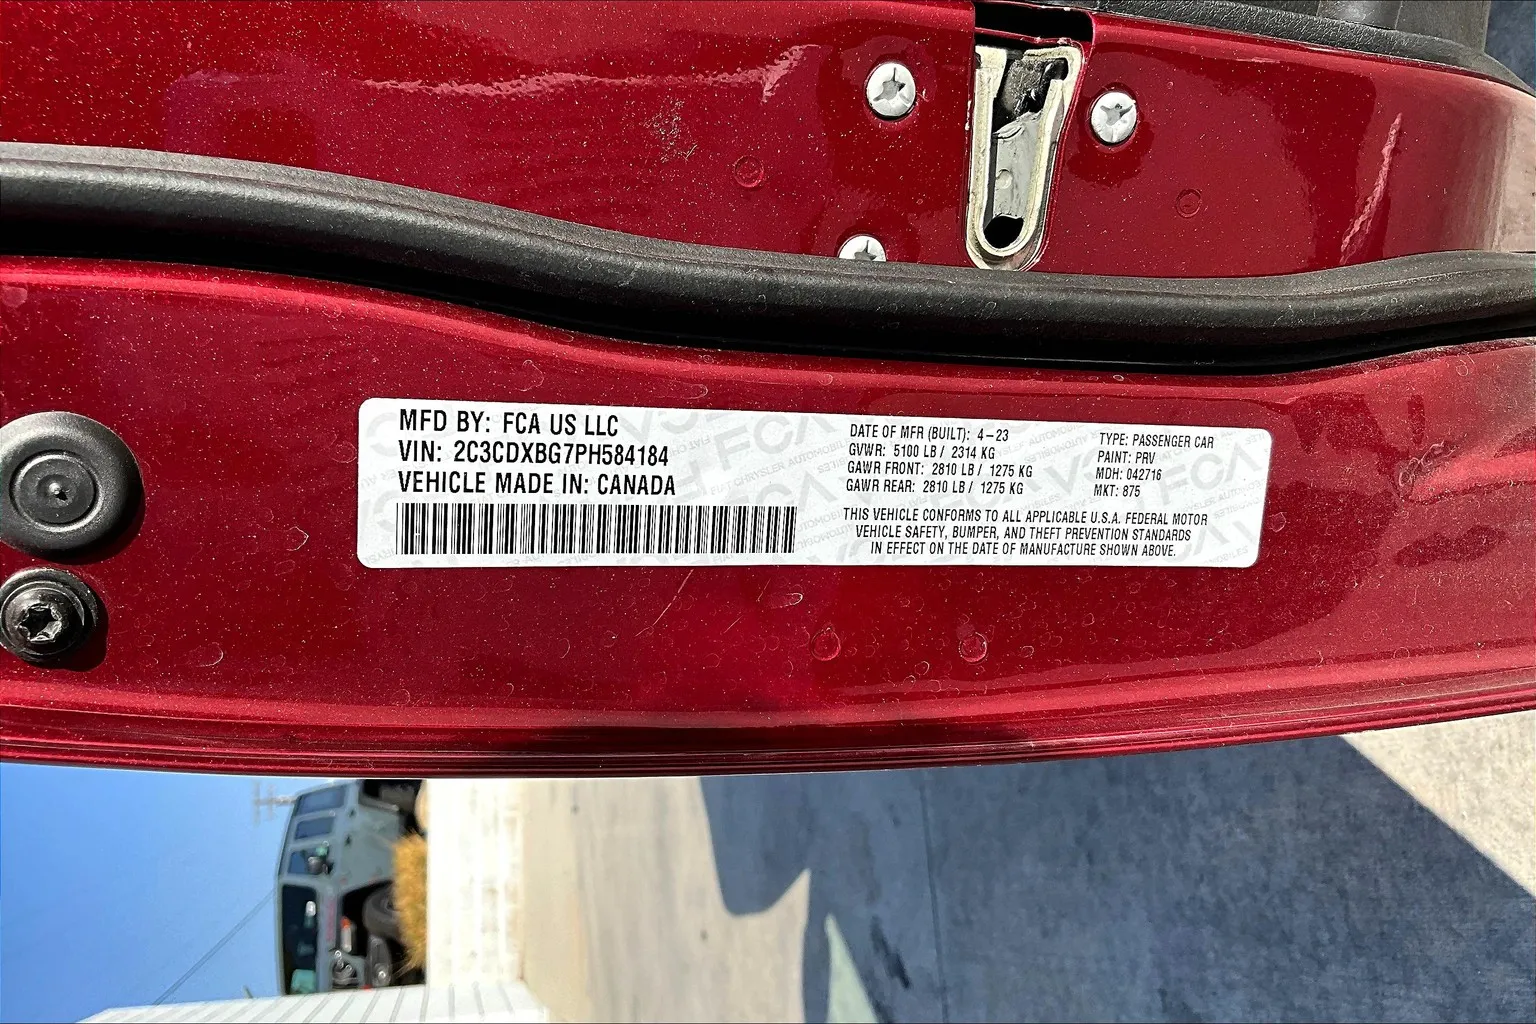 MFD BY: FCA US LLC
VIN: 2C3CDXBG7PH584184
VEHICLE MADE IN: CANADA
DATE OF MFR (BUILT): 4-23
GVWR: 5100 LB / 2314 KG
GAWR FRONT: 2810 LB / 1275 KG
GAWR REAR: 2810 LB / 1275 KG
TYPE: PASSENGER CAR
PAINT: PRV
MDH: 042716
MKT: 875
THIS VEHICLE CONFORMS TO ALL APPLICABLE U.S.A. FEDERAL MOTOR
VEHICLE SAFETY, BUMPER, AND THEFT PREVENTION STANDARDS
IN EFFECT ON THE DATE OF MANUFACTURE SHOWN ABOVE.